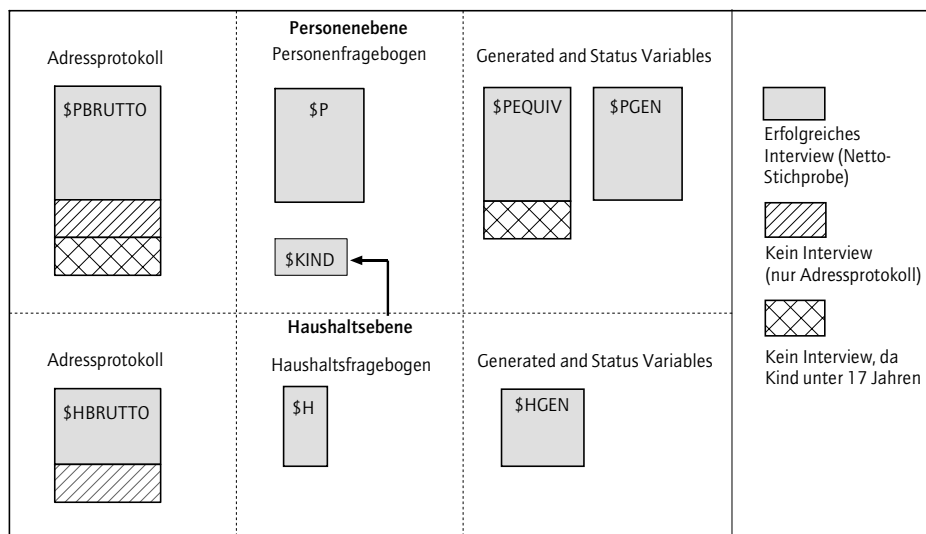 Personenebene
Adressprotokoll
Personenfragebogen
Generated and Status Variables
$PBRUTTO
$P
$PEQUIV
$PGEN
$KIND
Haushaltsebene
Adressprotokoll
Haushaltsfragebogen
Generated and Status Variables
$HBRUTTO
$H
$HGEN
Erfolgreiches
Interview (Netto-
Stichprobe)
Kein Interview
(nur Adressprotokoll)
Kein Interview, da
Kind unter 17 Jahren